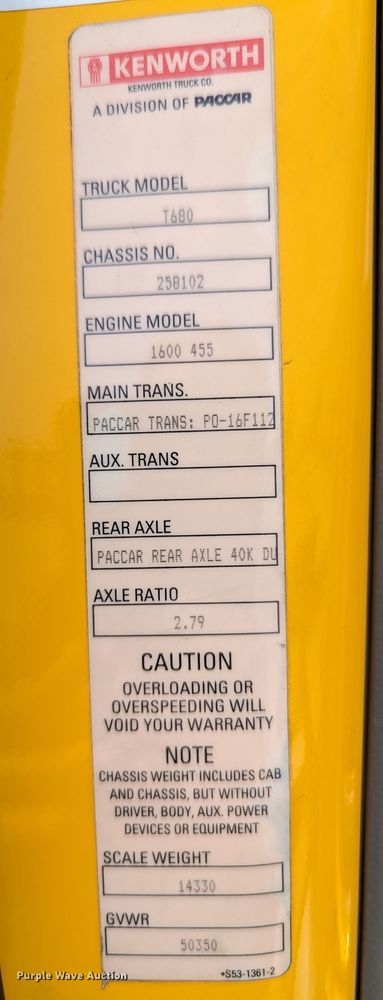 KENWORTH
KENWORTH TRUCK CO.
A DIVISION OF PACCAR
TRUCK MODEL
T680
CHASSIS NO.
258102
ENGINE MODEL
1600 455
MAIN TRANS.
PACCAR TRANS: PO-16F112
AUX. TRANS
REAR AXLE
PACCAR REAR AXLE 40K DU
AXLE RATIO
2.79
CAUTION
OVERLOADING OR
OVERSPEEDING WILL
VOID YOUR WARRANTY
NOTE
CHASSIS WEIGHT INCLUDES CAB
AND CHASSIS, BUT WITHOUT
DRIVER, BODY, AUX. POWER
DEVICES OR EQUIPMENT
SCALE WEIGHT
14330
GVWR
50350
*S53-1361-2
Purple Wave Auction